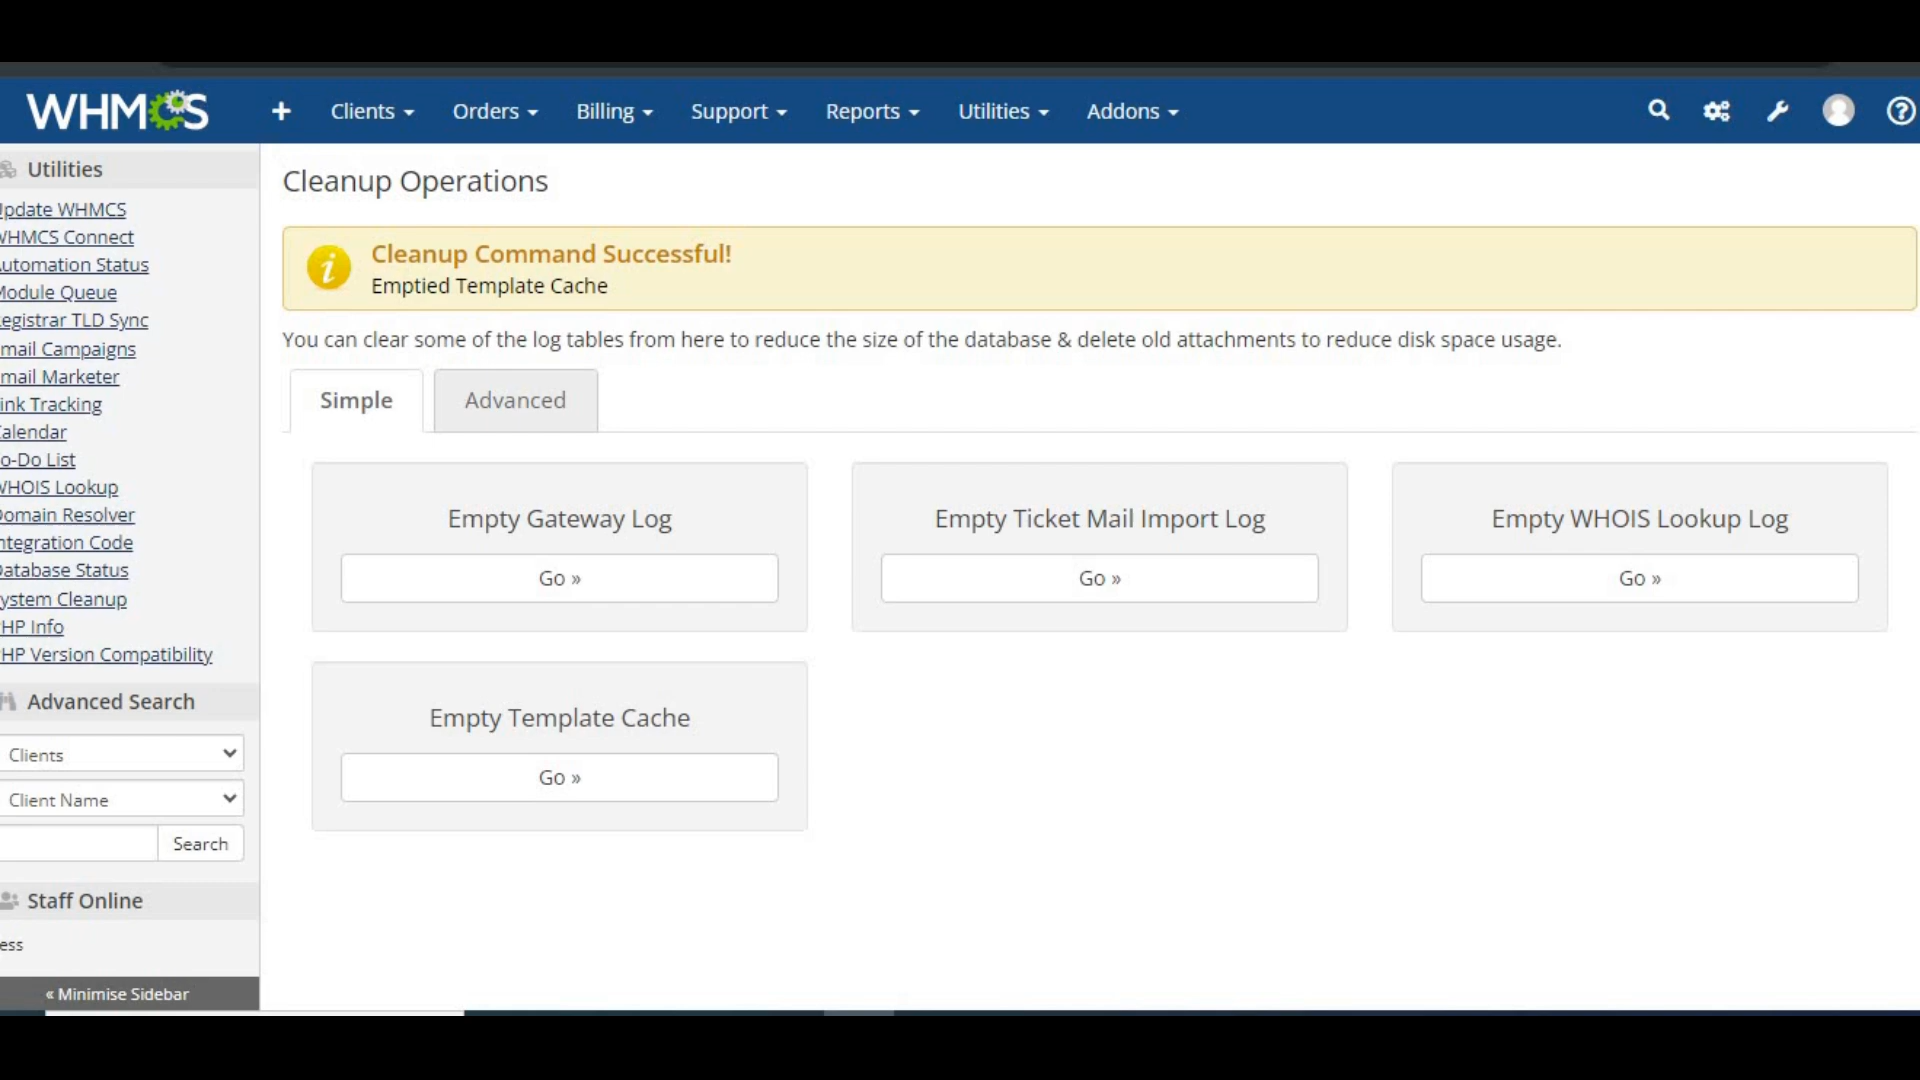 WHMCS
+ Clients Orders Billing Support Reports Utilities Addons
Utilities
pdate WHMCS
WHMCS Connect
utomation Status
Module Queue
egistrar TLD Sync
mail Campaigns
mail Marketer
ink Tracking
alendar
o-Do List
WHOIS Lookup
omain Resolver
ntegration Code
atabase Status
ystem Cleanup
HP Info
HP Version Compatibility
Advanced Search
Clients
Client Name
Search
Staff Online
ess
« Minimise Sidebar
Cleanup Operations
Cleanup Command Successful!
Emptied Template Cache
You can clear some of the log tables from here to reduce the size of the database & delete old attachments to reduce disk space usage.
Simple
Advanced
Empty Gateway Log
Go »
Empty Ticket Mail Import Log
Go »
Empty WHOIS Lookup Log
Go »
Empty Template Cache
Go »